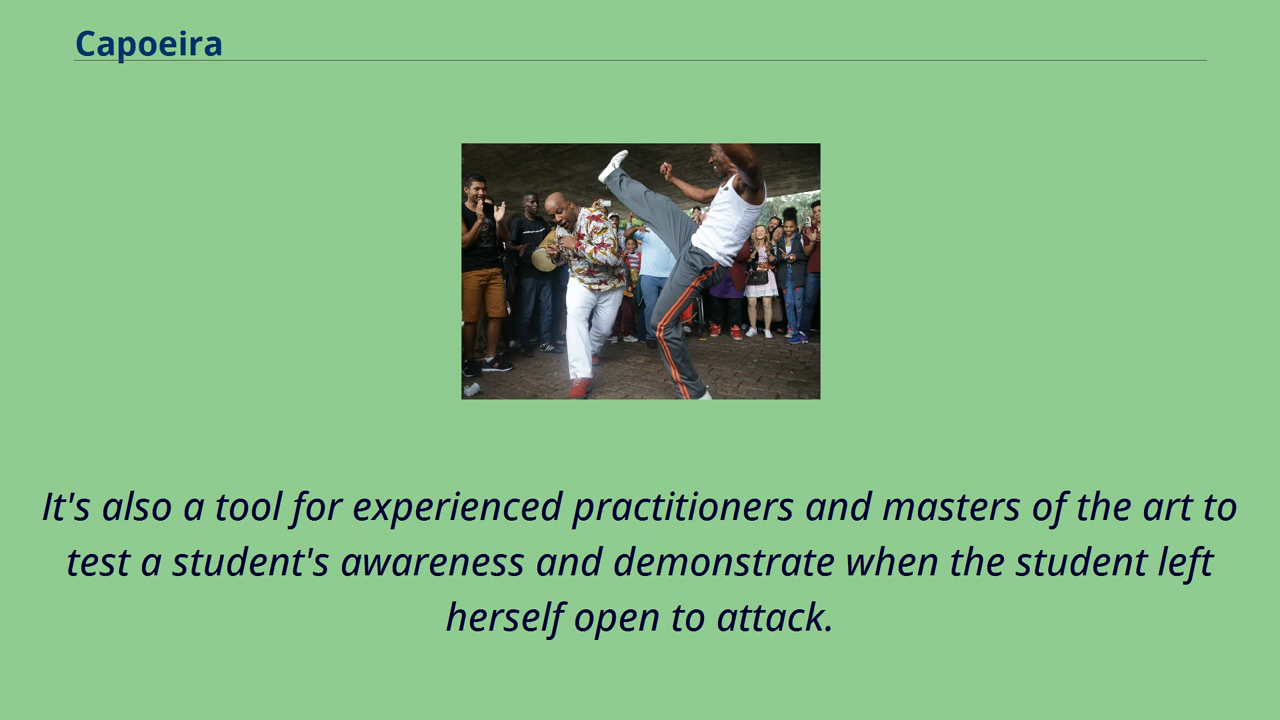 Capoeira
It's also a tool for experienced practitioners and masters of the art to
test a student's awareness and demonstrate when the student left
herself open to attack.